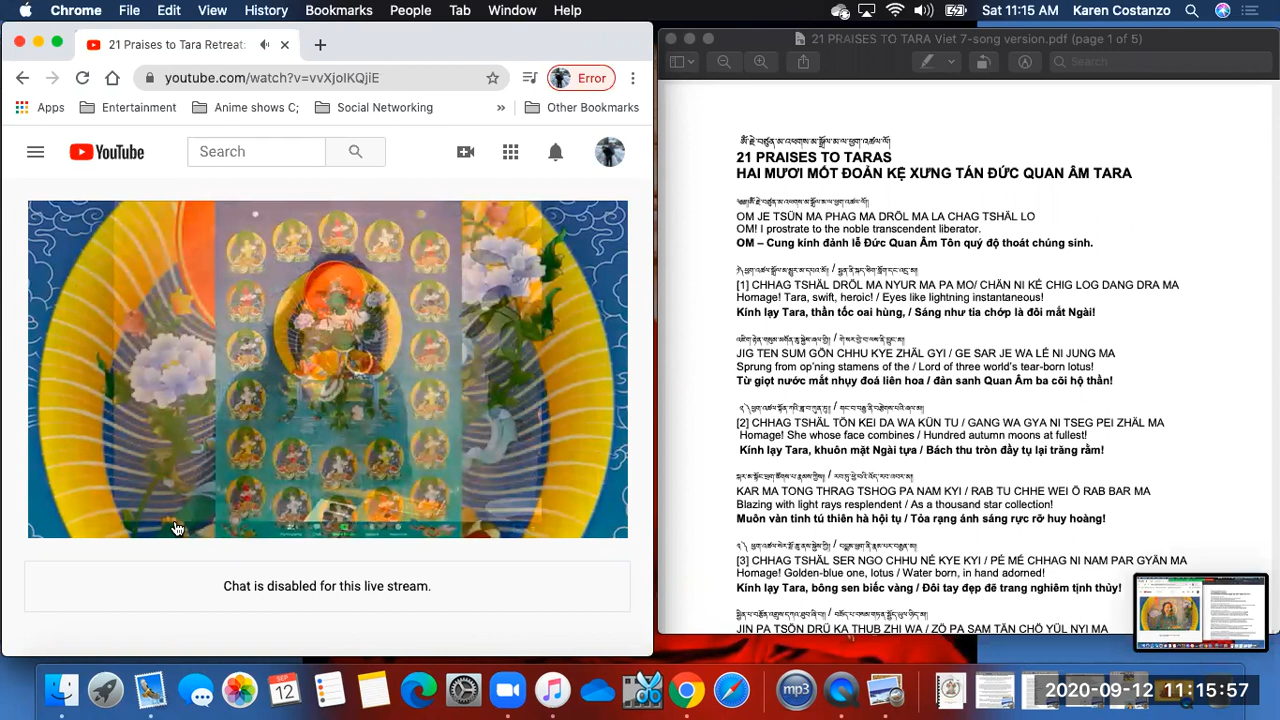 Chrome File Edit View History Bookmarks People Tab Window Help Sat 11:15 AM Karen Costanzo
21 Praises to Tara Retreat:
21 PRAISES TO TARA Viet 7-song version.pdf (page 1 of 5)
youtube.com/watch?v=vvXjolKQjiE
Error
Search
Apps Entertainment Anime shows C; Social Networking » Other Bookmarks
YouTube
Search
Chat is disabled for this live stream.
21 PRAISES TO TARAS
HAI MƯƠI MỐT ĐOẢN KỆ XƯNG TÁN ĐỨC QUAN ÂM TARA
OM JE TSÜN MA PHAG MA DRÖL MA LA CHAG TSHÄL LO
OM! I prostrate to the noble transcendent liberator.
OM – Cung kính đảnh lễ Đức Quan Âm Tôn quý độ thoát chúng sinh.
[1] CHHAG TSHÄL DRÖL MA NYUR MA PA MO/ CHÄN NI KÉ CHIG LOG DANG DRA MA
Homage! Tara, swift, heroic! / Eyes like lightning instantaneous!
Kính lạy Tara, thần tốc oai hùng, / Sáng như tia chớp là đôi mắt Ngài!
JIG TEN SUM GÖN CHHU KYE ZHÄL GYI / GE SAR JE WA LÉ NI JUNG MA
Sprung from op'ning stamens of the / Lord of three world's tear-born lotus!
Từ giọt nước mắt nhụy đoá liên hoa / đản sanh Quan Âm ba cõi hộ thần!
[2] CHHAG TSHÄL TÖN KEI DA WA KÜN TU / GANG WA GYA NI TSEG PEI ZHÄL MA
Homage! She whose face combines / Hundred autumn moons at fullest!
Kính lạy Tara, khuôn mặt Ngài tựa / Bách thu tròn đầy tụ lại trăng rằm!
KAR MA TONG THRAG TSHOG PA NAM KYI / RAB TU CHHE WEI Ö RAB BAR MA
Blazing with light rays resplendent / As a thousand star collection!
Muôn vàn tinh tú thiên hà hội tụ / Tỏa rạng ánh sáng rực rỡ huy hoàng!
[3] CHHAG TSHÄL SER NGO CHHU NÉ KYE KYI / PÉ MÉ CHHAG NI NAM PAR GYÄN MA
Homage! Golden-blue one, lotus / Water born, in hand adorned!
Kính lạy Tara, bông sen biếc vàng / Đôi tay đẹp đẽ trang nghiêm tịnh thủy!
12
mp3
2020-09-12 11:15:57